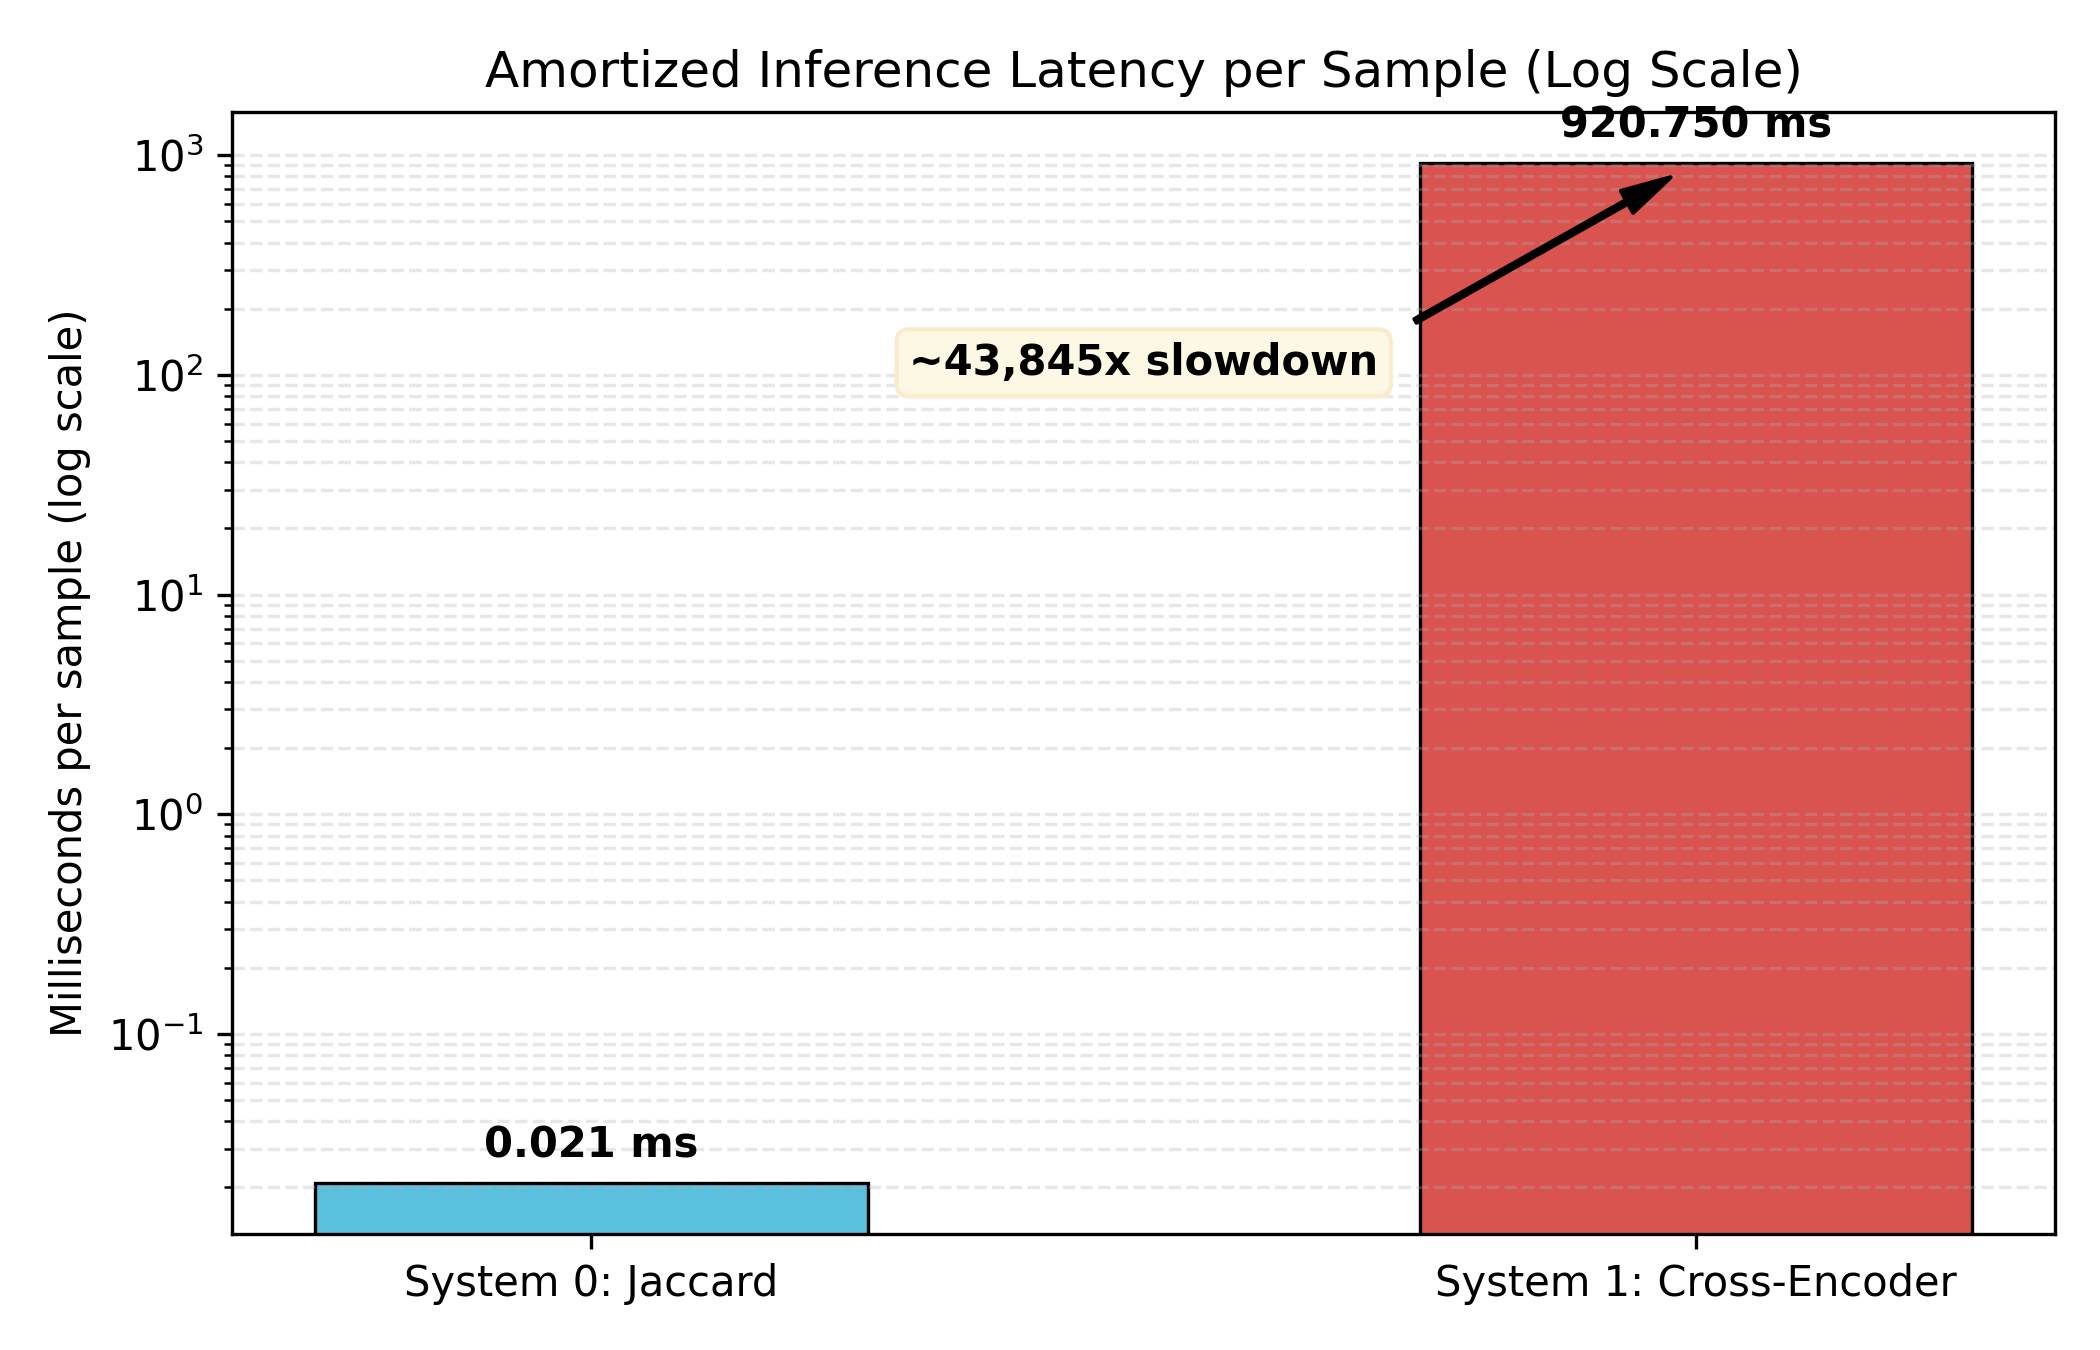 Amortized Inference Latency per Sample (Log Scale)
920.750 ms
10³
~43,845x slowdown
10²
10¹
10⁰
10⁻¹
Milliseconds per sample (log scale)
0.021 ms
System 0: Jaccard
System 1: Cross-Encoder